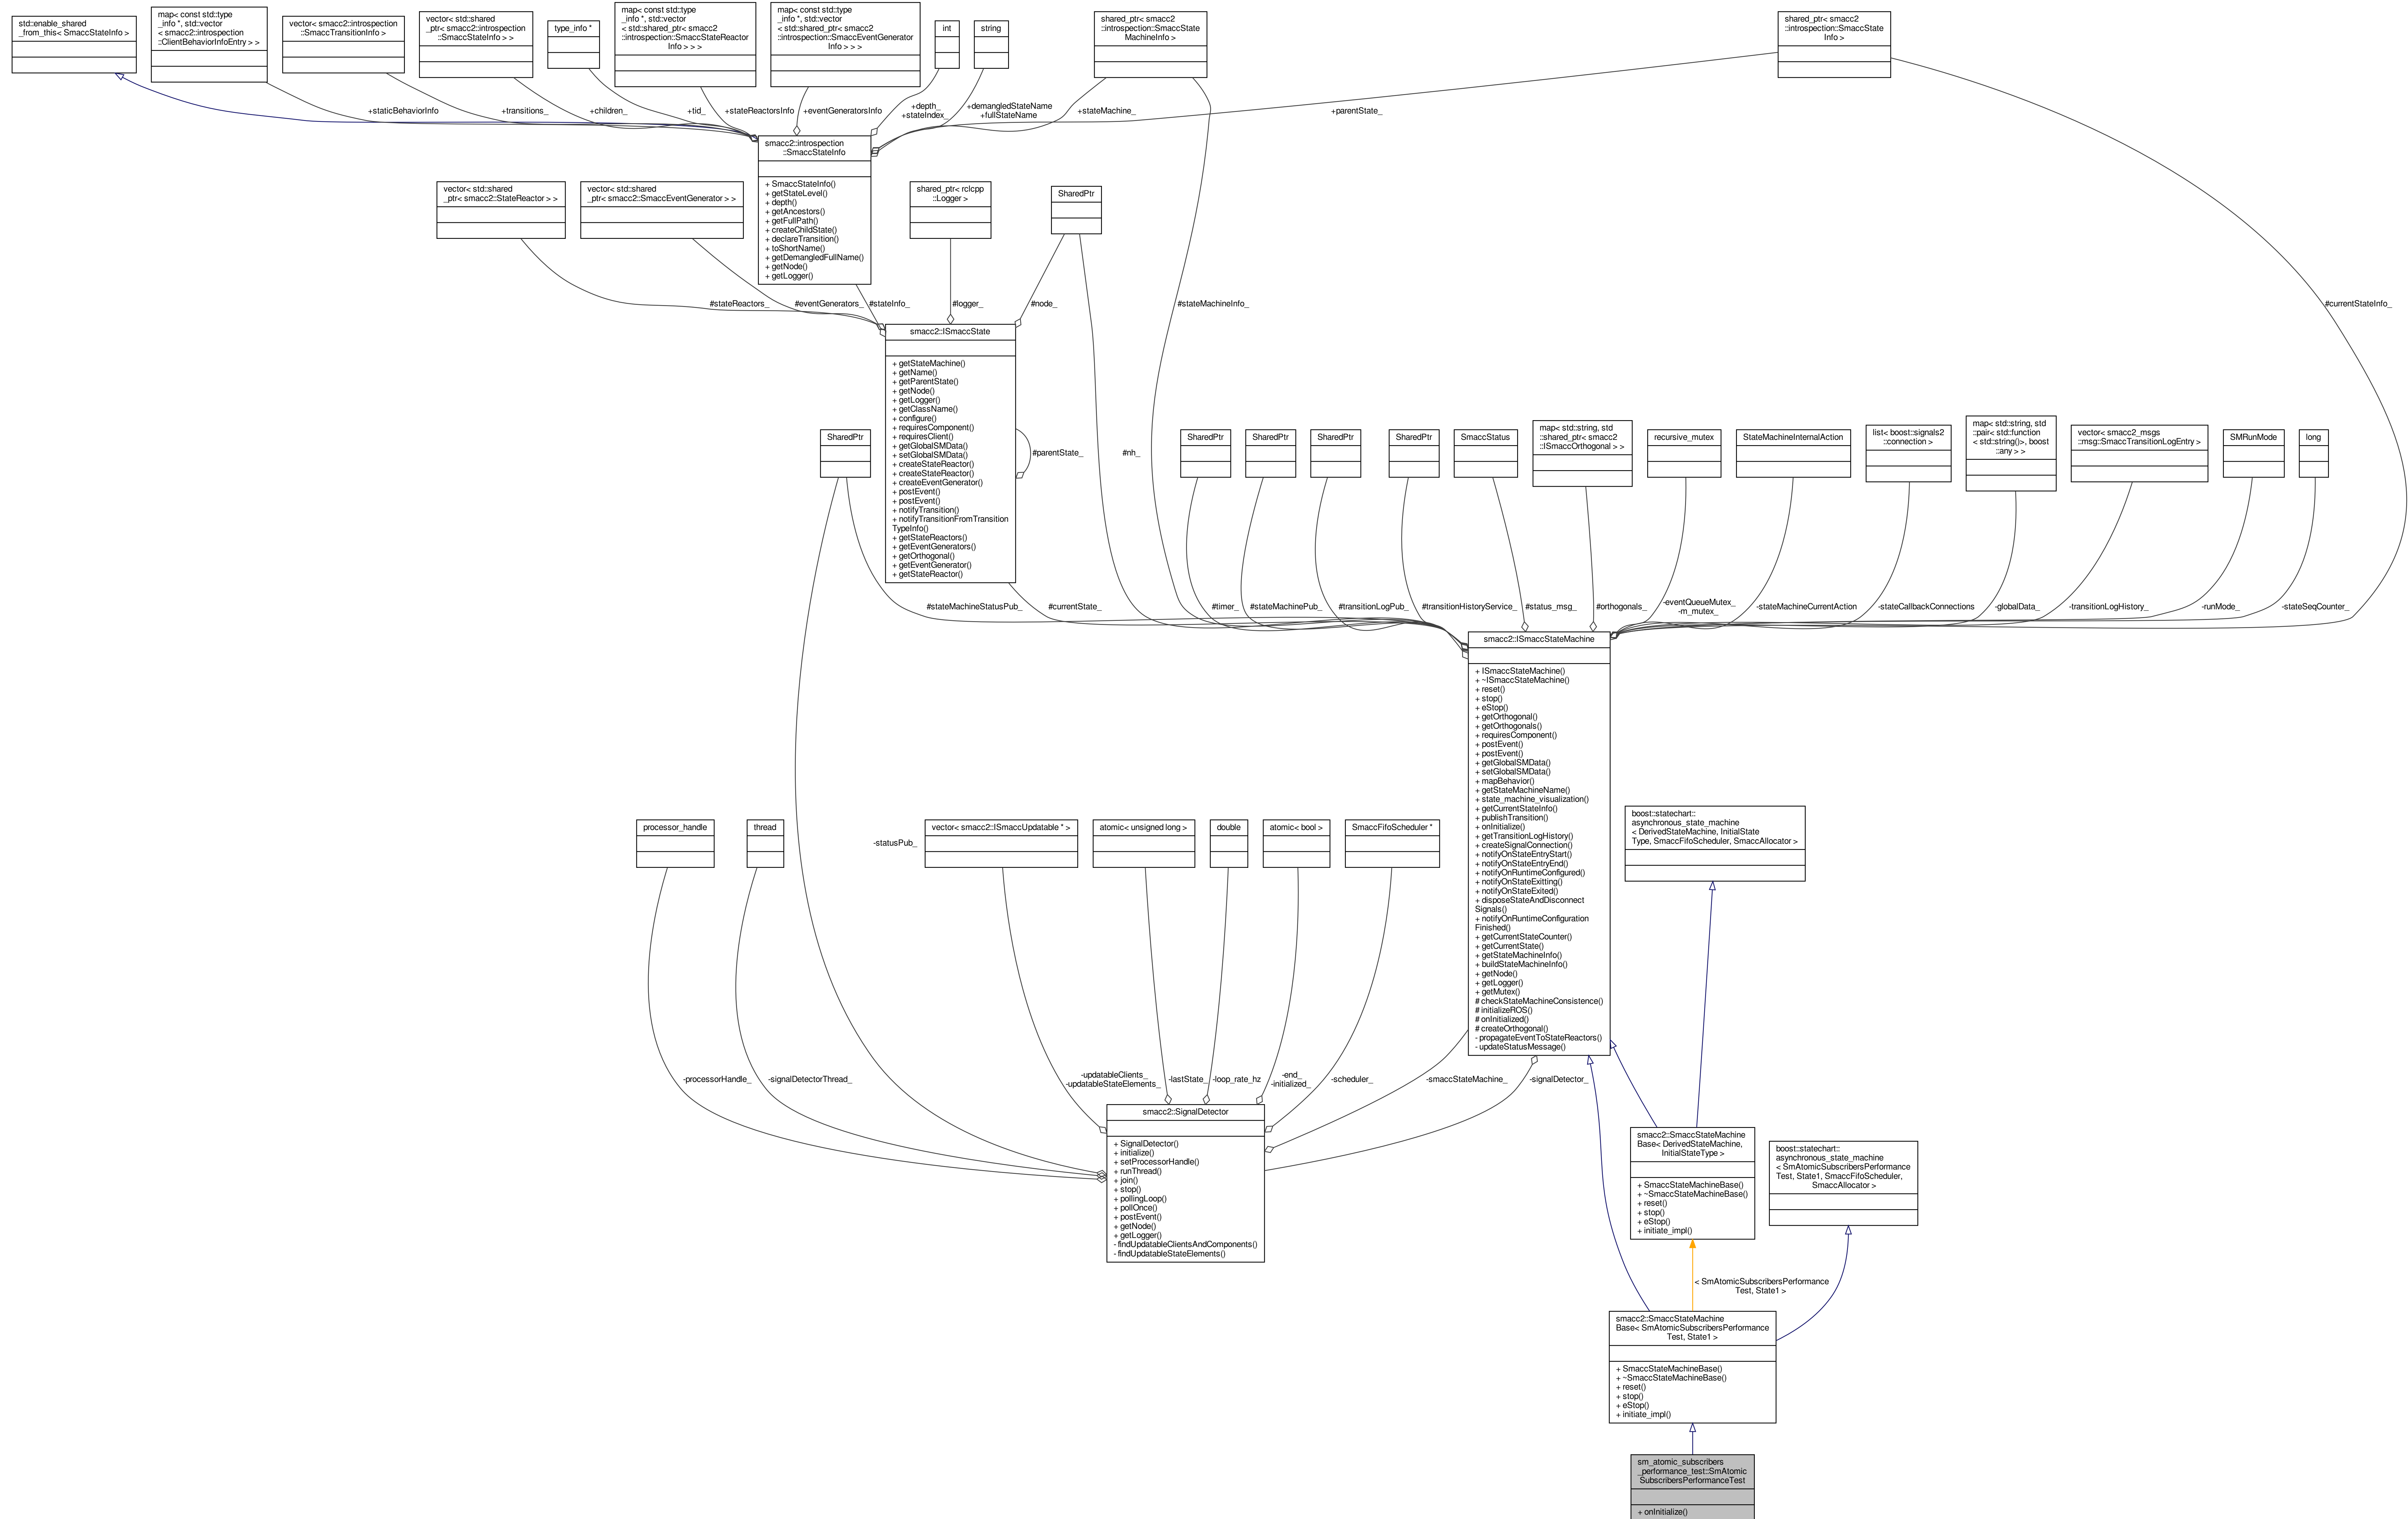 std::enable_shared
_from_this< SmaccStateInfo >
map< const std::type
_info *, std::vector
< smacc2::introspection
::ClientBehaviorInfoEntry > >
vector< smacc2::introspection
::SmaccTransitionInfo >
vector< std::shared
_ptr< smacc2::introspection
::SmaccStateInfo > >
type_info *
map< const std::type
_info *, std::vector
< std::shared_ptr< smacc2
::introspection::SmaccStateReactor
Info > > >
map< const std::type
_info *, std::vector
< std::shared_ptr< smacc2
::introspection::SmaccEventGenerator
Info > > >
int
string
shared_ptr< smacc2
::introspection::SmaccState
MachineInfo >
shared_ptr< smacc2
::introspection::SmaccState
Info >
+staticBehaviorInfo
+transitions_
+children_
+tid_
+stateReactorsInfo
+eventGeneratorsInfo
+depth_
+stateIndex_
+demangledStateName
+fullStateName
+stateMachine_
+parentState_
smacc2::introspection
::SmaccStateInfo
+ SmaccStateInfo()
+ getStateLevel()
+ depth()
+ getAncestors()
+ getFullPath()
+ createChildState()
+ declareTransition()
+ toShortName()
+ getDemangledFullName()
+ getNode()
+ getLogger()
vector< std::shared
_ptr< smacc2::StateReactor > >
vector< std::shared
_ptr< smacc2::SmaccEventGenerator > >
shared_ptr< rclcpp
::Logger >
SharedPtr
#stateReactors_
#eventGenerators_
#stateInfo_
#logger_
#node_
#stateMachineInfo_
#currentStateInfo_
smacc2::ISmaccState
+ getStateMachine()
+ getName()
+ getParentState()
+ getNode()
+ getLogger()
+ getClassName()
+ configure()
+ requiresComponent()
+ requiresClient()
+ getGlobalSMData()
+ setGlobalSMData()
+ createStateReactor()
+ createStateReactor()
+ createEventGenerator()
+ postEvent()
+ postEvent()
+ notifyTransition()
+ notifyTransitionFromTransition
TypeInfo()
+ getStateReactors()
+ getEventGenerators()
+ getOrthogonal()
+ getEventGenerator()
+ getStateReactor()
#parentState_
#nh_
SharedPtr
SharedPtr
SharedPtr
SharedPtr
SharedPtr
SmaccStatus
map< std::string, std
::shared_ptr< smacc2
::ISmaccOrthogonal > >
recursive_mutex
StateMachineInternalAction
list< boost::signals2
::connection >
map< std::string, std
::pair< std::function
< std::string()>, boost
::any > >
vector< smacc2_msgs
::msg::SmaccTransitionLogEntry >
SMRunMode
long
#stateMachineStatusPub_
#currentState_
#timer_
#stateMachinePub_
#transitionLogPub_
#transitionHistoryService_
#status_msg_
#orthogonals_
-eventQueueMutex_
-m_mutex_
-stateMachineCurrentAction
-stateCallbackConnections
-globalData_
-transitionLogHistory_
-runMode_
-stateSeqCounter_
smacc2::ISmaccStateMachine
+ ISmaccStateMachine()
+ ~ISmaccStateMachine()
+ reset()
+ stop()
+ eStop()
+ getOrthogonal()
+ getOrthogonals()
+ requiresComponent()
+ postEvent()
+ postEvent()
+ getGlobalSMData()
+ setGlobalSMData()
+ mapBehavior()
+ getStateMachineName()
+ state_machine_visualization()
+ getCurrentStateInfo()
+ publishTransition()
+ onInitialize()
+ getTransitionLogHistory()
+ createSignalConnection()
+ notifyOnStateEntryStart()
+ notifyOnStateEntryEnd()
+ notifyOnRuntimeConfigured()
+ notifyOnStateExitting()
+ notifyOnStateExited()
+ disposeStateAndDisconnect
Signals()
+ notifyOnRuntimeConfiguration
Finished()
+ getCurrentStateCounter()
+ getCurrentState()
+ getStateMachineInfo()
+ buildStateMachineInfo()
+ getNode()
+ getLogger()
+ getMutex()
# checkStateMachineConsistence()
# initializeROS()
# onInitialized()
# createOrthogonal()
- propagateEventToStateReactors()
- updateStatusMessage()
processor_handle
thread
-statusPub_
vector< smacc2::ISmaccUpdatable * >
atomic< unsigned long >
double
atomic< bool >
SmaccFifoScheduler *
boost::statechart::
asynchronous_state_machine
< DerivedStateMachine, InitialState
Type, SmaccFifoScheduler, SmaccAllocator >
-processorHandle_
-signalDetectorThread_
-updatableClients_
-updatableStateElements_
-lastState_
-loop_rate_hz
-end_
-initialized_
-scheduler_
-smaccStateMachine_
-signalDetector_
smacc2::SignalDetector
+ SignalDetector()
+ initialize()
+ setProcessorHandle()
+ runThread()
+ join()
+ stop()
+ pollingLoop()
+ pollOnce()
+ postEvent()
+ getNode()
+ getLogger()
- findUpdatableClientsAndComponents()
- findUpdatableStateElements()
smacc2::SmaccStateMachine
Base< DerivedStateMachine,
InitialStateType >
+ SmaccStateMachineBase()
+ ~SmaccStateMachineBase()
+ reset()
+ stop()
+ eStop()
+ initiate_impl()
boost::statechart::
asynchronous_state_machine
< SmAtomicSubscribersPerformance
Test, State1, SmaccFifoScheduler,
SmaccAllocator >
< SmAtomicSubscribersPerformance
Test, State1 >
smacc2::SmaccStateMachine
Base< SmAtomicSubscribersPerformance
Test, State1 >
+ SmaccStateMachineBase()
+ ~SmaccStateMachineBase()
+ reset()
+ stop()
+ eStop()
+ initiate_impl()
sm_atomic_subscribers
_performance_test::SmAtomic
SubscribersPerformanceTest
+ onInitialize()